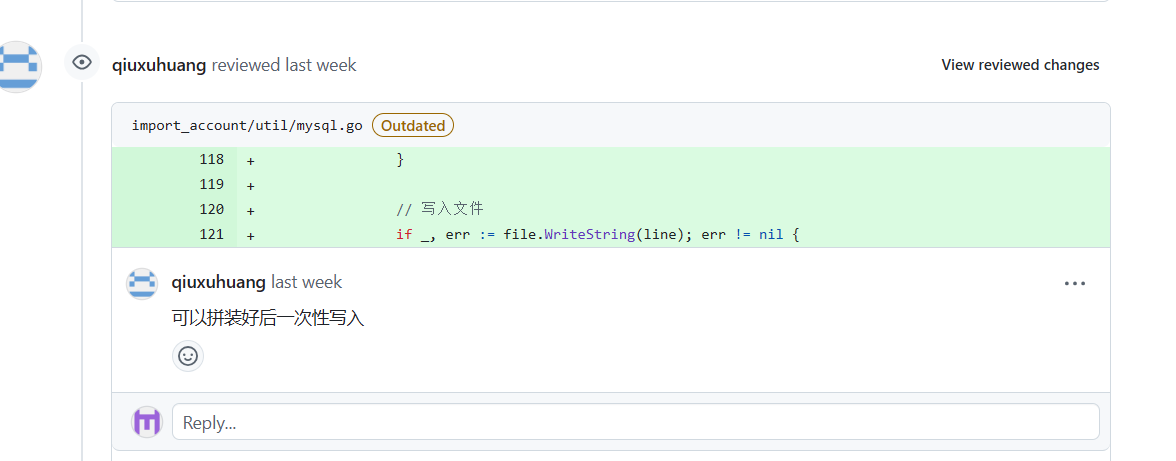 qiuxuhuang reviewed last week View reviewed changes
import_account/util/mysql.go Outdated
118 + }
119 +
120 + // 写入文件
121 + if _, err := file.WriteString(line); err != nil {
qiuxuhuang last week
可以拼装好后一次性写入
Reply...